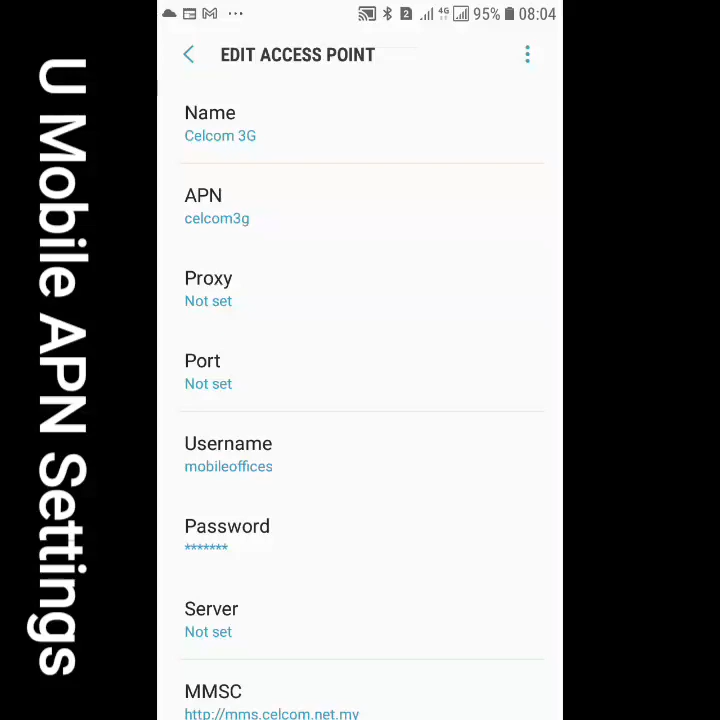 U Mobile APN Settings
4G 95% 08:04
EDIT ACCESS POINT
Name
Celcom 3G
APN
celcom3g
Proxy
Not set
Port
Not set
Username
mobileoffices
Password
*******
Server
Not set
MMSC
http://mms.celcom.net.my